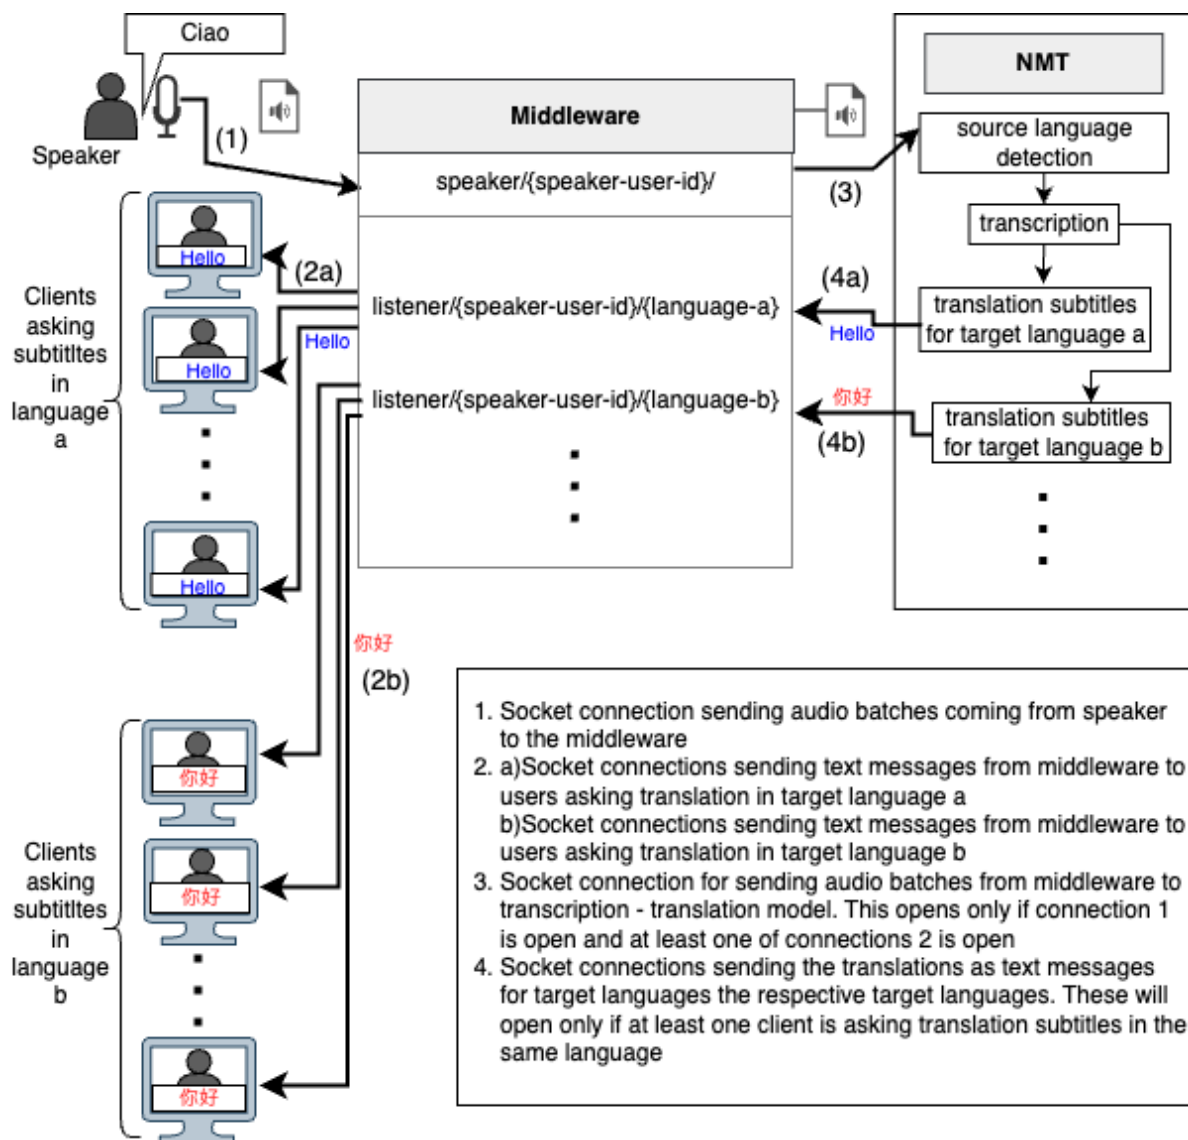 Ciao
Speaker
(1)
Middleware
speaker/{speaker-user-id}/
(3)
NMT
source language
detection
transcription
translation subtitles
for target language a
translation subtitles
for target language b
(4a)
Hello
你好
(4b)
listener/{speaker-user-id}/{language-a}
listener/{speaker-user-id}/{language-b}
(2a)
Hello
Clients
asking
subtitltes
in
language
a
Hello
Hello
Hello
你好
(2b)
Clients
asking
subtitltes
in
language
b
你好
你好
你好
1. Socket connection sending audio batches coming from speaker
to the middleware
2. a)Socket connections sending text messages from middleware to
users asking translation in target language a
b)Socket connections sending text messages from middleware to
users asking translation in target language b
3. Socket connection for sending audio batches from middleware to
transcription - translation model. This opens only if connection 1
is open and at least one of connections 2 is open
4. Socket connections sending the translations as text messages
for target languages the respective target languages. These will
open only if at least one client is asking translation subtitles in the
same language